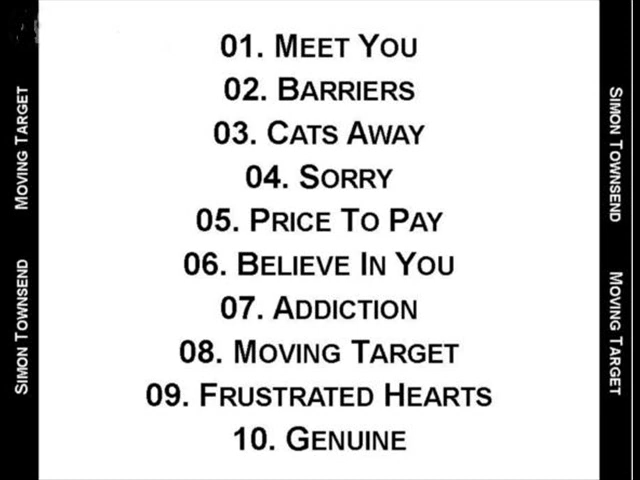 01. MEET YOU
02. BARRIERS
03. CATS AWAY
04. SORRY
05. PRICE TO PAY
06. BELIEVE IN YOU
07. ADDICTION
08. MOVING TARGET
09. FRUSTRATED HEARTS
10. GENUINE
SIMON TOWNSEND MOVING TARGET
SIMON TOWNSEND MOVING TARGET